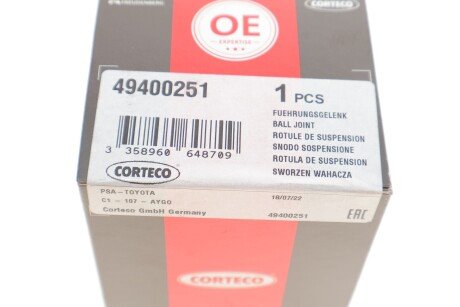 FREUDENBERG
OE
EXPERTISE
CORTECO
49400251
1 PCS
FUEHRUNGSGELENK
BALL JOINT
ROTULE DE SUSPENSION
SNODO SOSPENSIONE
ROTULA DE SUSPENSION
SWORZEN WAHACZA
3 358960 648709
CORTECO
PSA-TOYOTA
C1 - 107 - AYGO
Corteco GmbH Germany
18/07/22
49400251
EAC
CORTECO